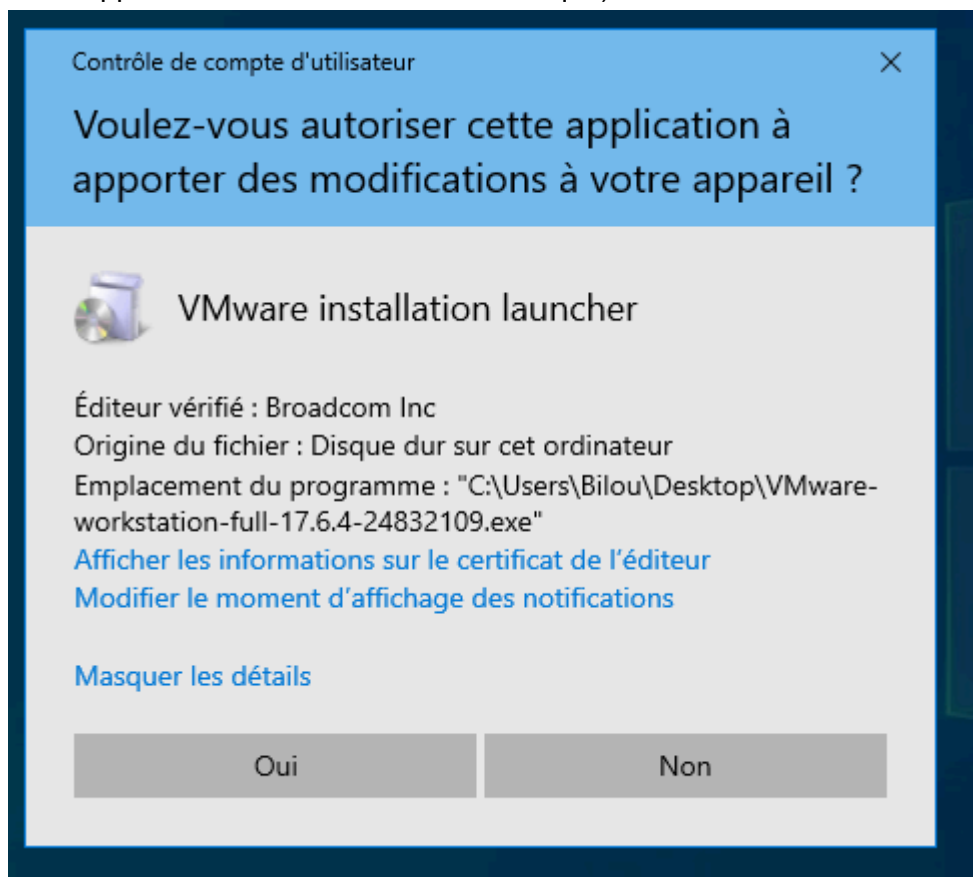 Contrôle de compte d'utilisateur
Voulez-vous autoriser cette application à
apporter des modifications à votre appareil ?
VMware installation launcher
Éditeur vérifié : Broadcom Inc
Origine du fichier : Disque dur sur cet ordinateur
Emplacement du programme : "C:\Users\Bilou\Desktop\VMware-
workstation-full-17.6.4-24832109.exe"
Afficher les informations sur le certificat de l’éditeur
Modifier le moment d’affichage des notifications
Masquer les détails
Oui
Non